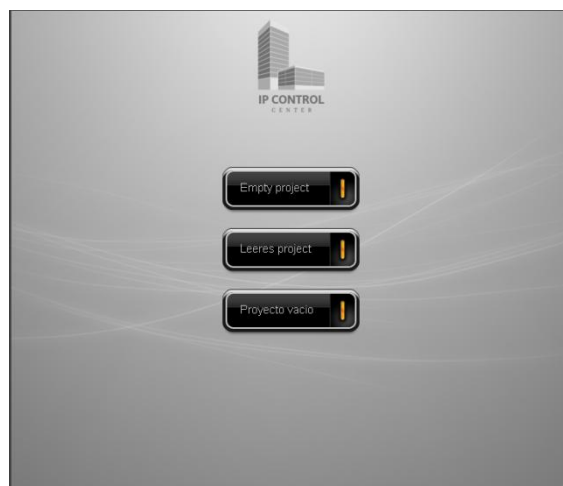 IP CONTROL
CENTER
Empty project
Leeres project
Proyecto vacio